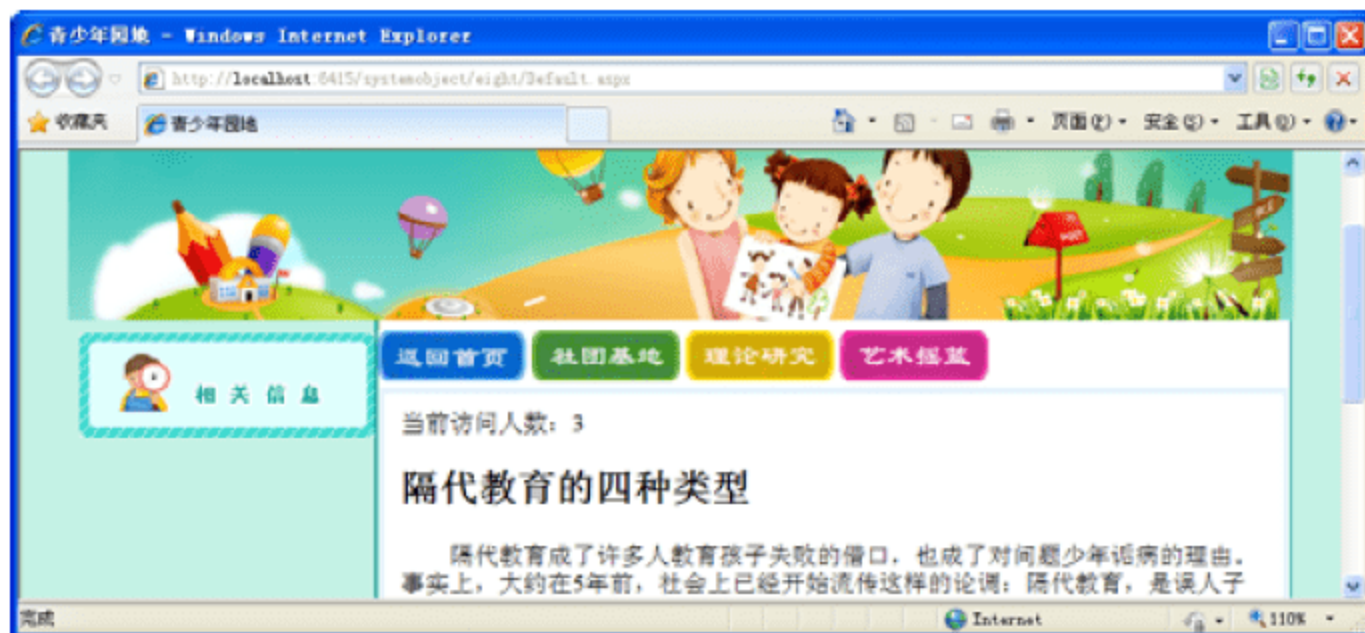 青少年园地 - Windows Internet Explorer
http://localhost:6415/systemobject/eight/Default.aspx
收藏夹 青少年园地 页面(P) 安全(S) 工具(O)
返回首页 社团基地 理论研究 艺术摇蓝
相关信息
当前访问人数：3
隔代教育的四种类型
隔代教育成了许多人教育孩子失败的借口，也成了对问题少年诟病的理由。
事实上，大约在5年前，社会上已经开始流传这样的论调：隔代教育，是误人子
完成 Internet 110%